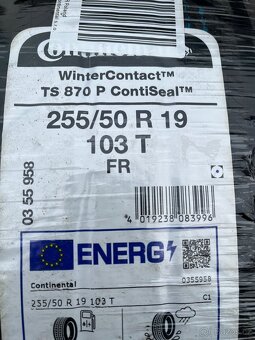 Continental
WinterContact™
TS 870 P ContiSeal™
255/50 R 19
103 T
FR
03 55 958
4 019238 083996
ENERG
Continental
0355958
255/50 R 19 103 T
C1